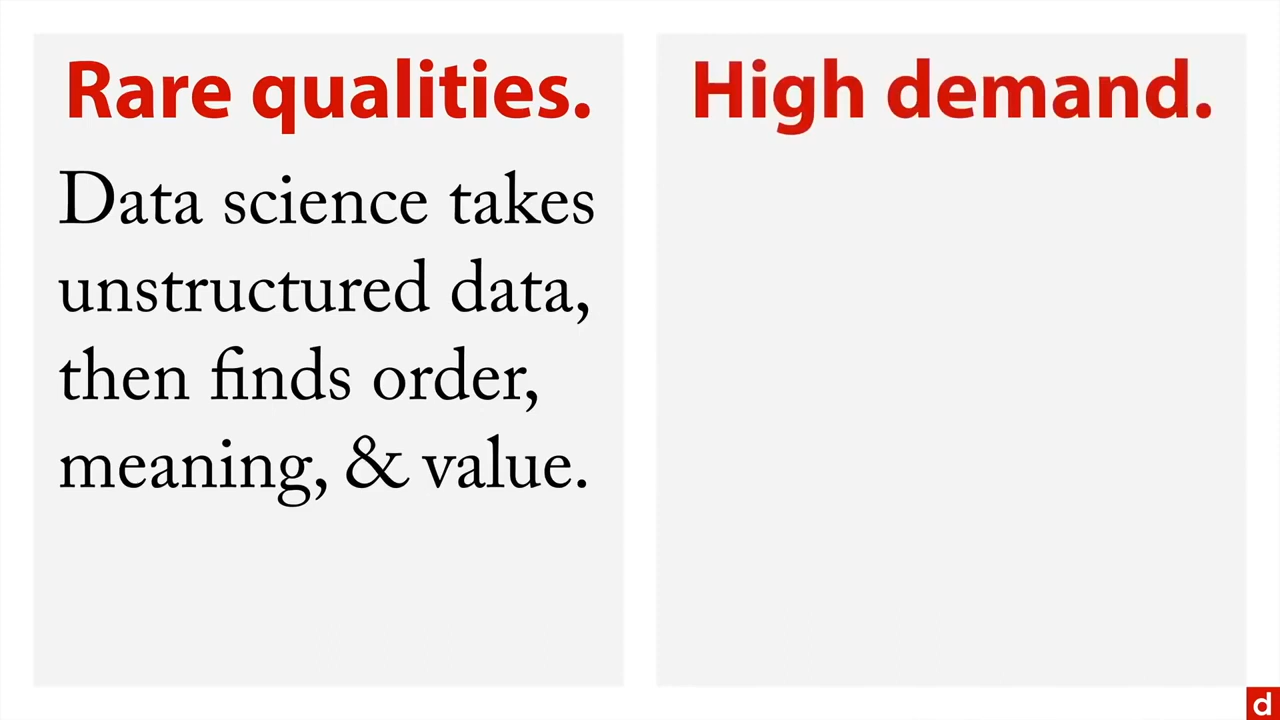 Rare qualities.
Data science takes
unstructured data,
then finds order,
meaning, & value.
High demand.
d